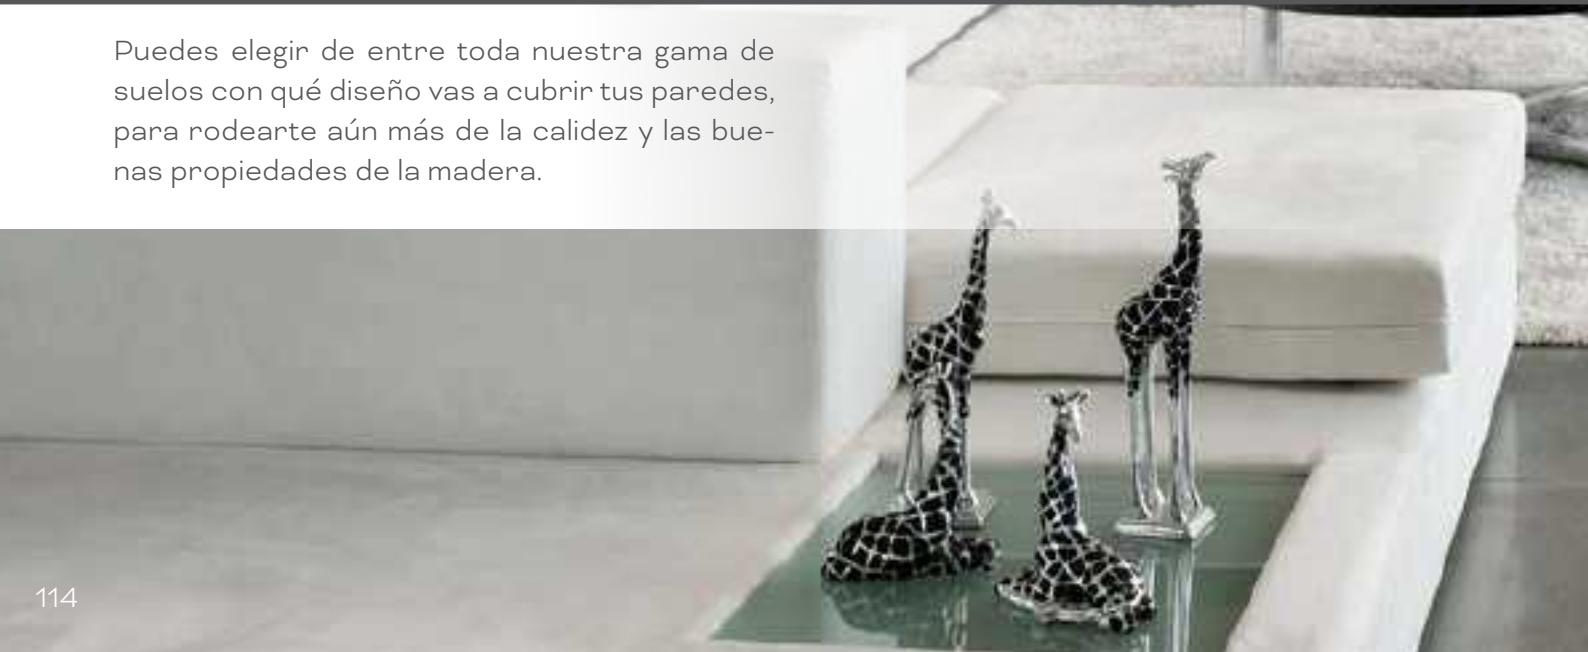 Puedes elegir de entre toda nuestra gama de
suelos con qué diseño vas a cubrir tus paredes,
para rodearte aún más de la calidez y las bue-
nas propiedades de la madera.
114